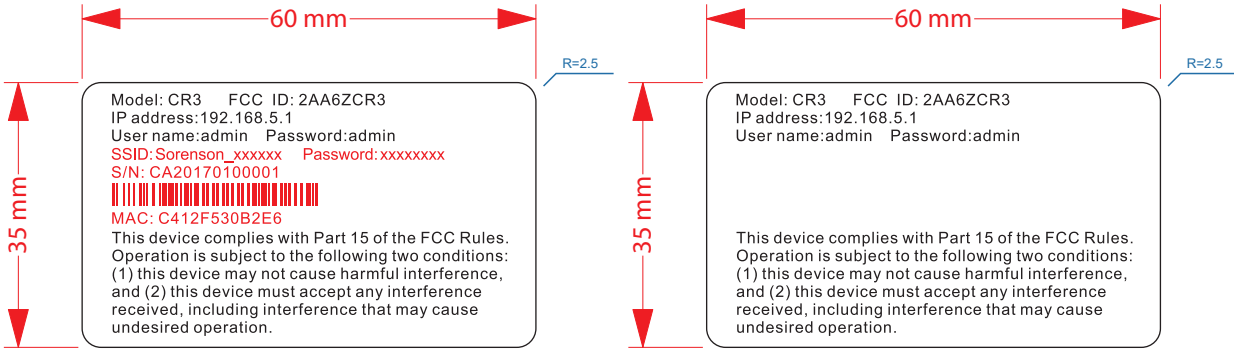 60 mm
R=2.5
35 mm
Model: CR3 FCC ID: 2AA6ZCR3
IP address:192.168.5.1
User name:admin Password:admin
SSID: Sorenson_xxxxxx Password: xxxxxxxx
S/N: CA20170100001
MAC: C412F530B2E6
This device complies with Part 15 of the FCC Rules.
Operation is subject to the following two conditions:
(1) this device may not cause harmful interference,
and (2) this device must accept any interference
received, including interference that may cause
undesired operation.
60 mm
R=2.5
35 mm
Model: CR3 FCC ID: 2AA6ZCR3
IP address:192.168.5.1
User name:admin Password:admin
This device complies with Part 15 of the FCC Rules.
Operation is subject to the following two conditions:
(1) this device may not cause harmful interference,
and (2) this device must accept any interference
received, including interference that may cause
undesired operation.